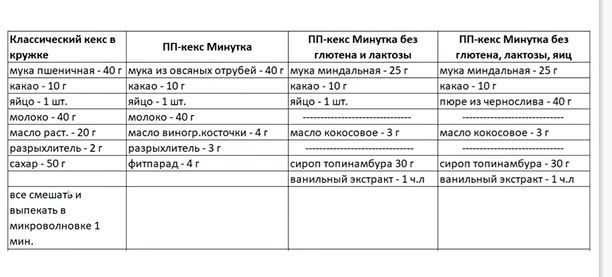 Классический кекс в кружке | ПП-кекс Минутка | ПП-кекс Минутка без глютена и лактозы | ПП-кекс Минутка без глютена, лактозы, яиц
мука пшеничная - 40 г | мука из овсяных отрубей - 40 г | мука миндальная - 25 г | мука миндальная - 25 г
какао - 10 г | какао - 10 г | какао - 10 г | какао - 10 г
яйцо - 1 шт. | яйцо - 1 шт. | яйцо - 1 шт. | пюре из чернослива - 40 г
молоко - 40 г | молоко - 40 г | ------------------------------ | ------------------------------
масло раст. - 20 г | масло виногр.косточки - 4 г | масло кокосовое - 3 г | масло кокосовое - 3 г
разрыхлитель - 2 г | разрыхлитель - 3 г | ------------------------------ | ------------------------------
сахар - 50 г | фитпарад - 4 г | сироп топинамбура 30 г | сироп топинамбура - 30 г
ванильный экстракт - 1 ч.л | ванильный экстракт - 1 ч.л
все смешать и
выпекать в
микроволновке 1
мин.